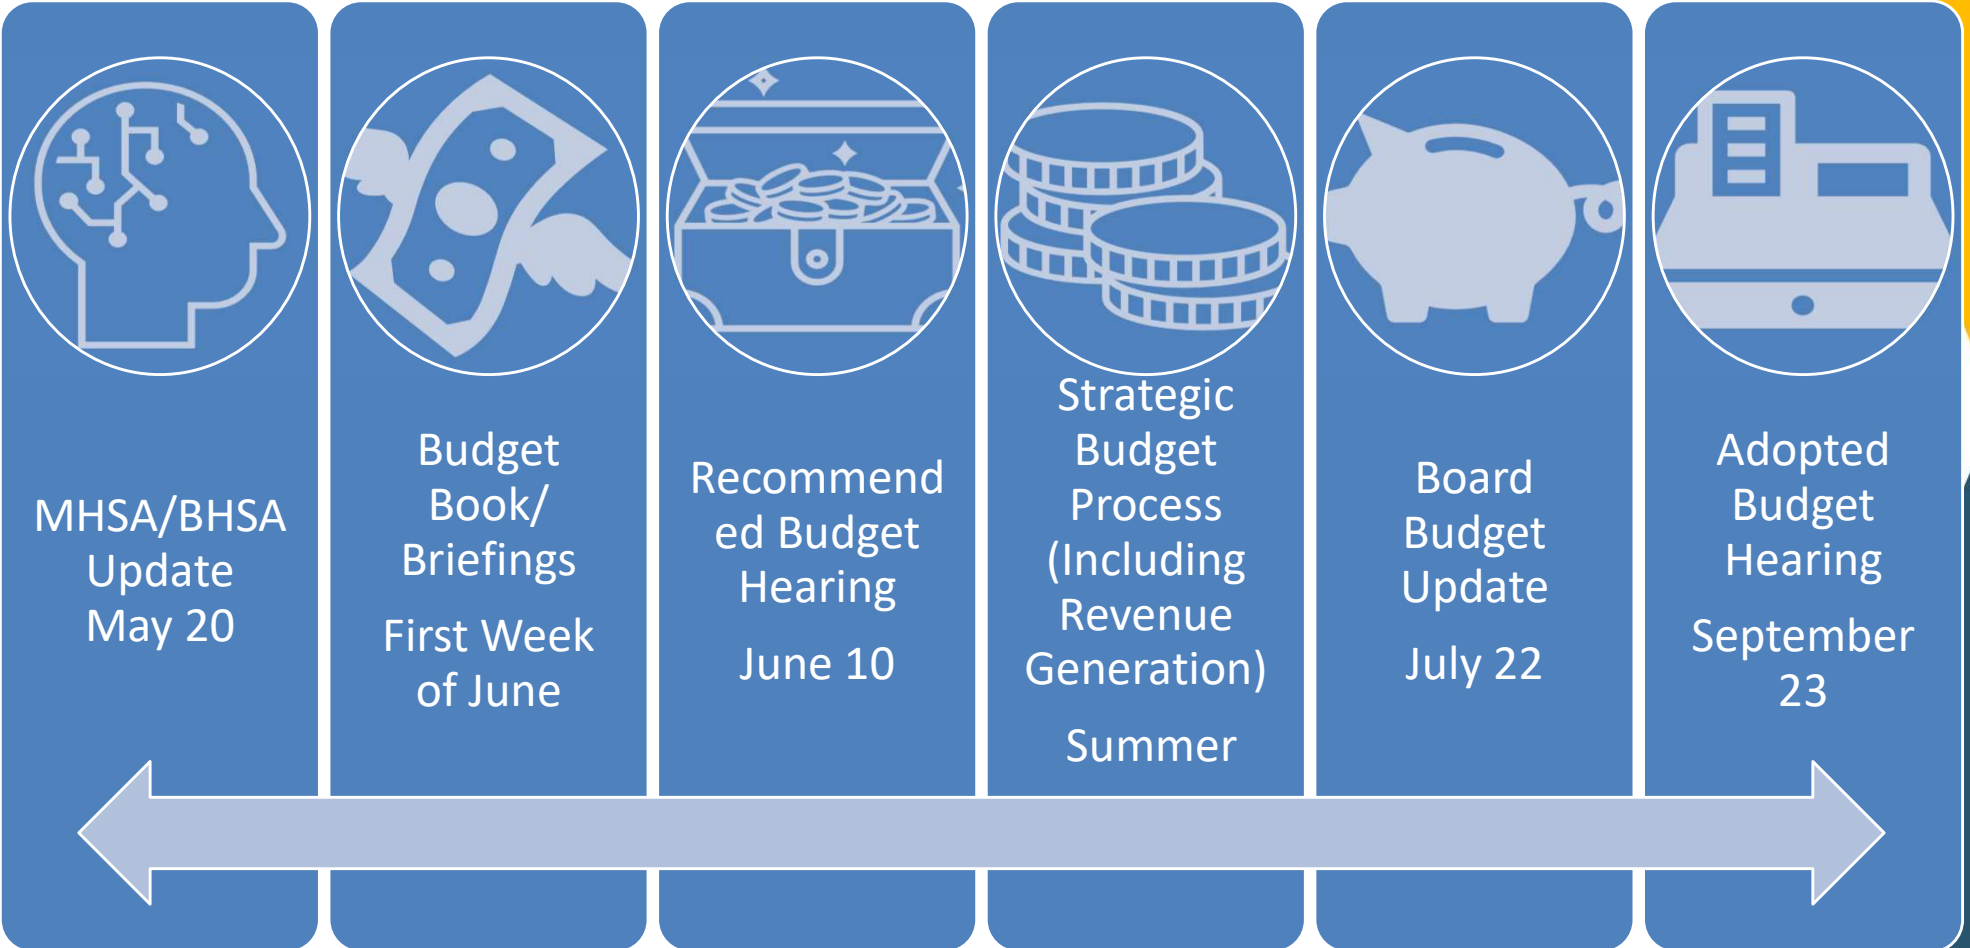 MHSA/BHSA
Update
May 20
Budget
Book/
Briefings
First Week
of June
Recommend
ed Budget
Hearing
June 10
Strategic
Budget
Process
(Including
Revenue
Generation)
Summer
Board
Budget
Update
July 22
Adopted
Budget
Hearing
September
23